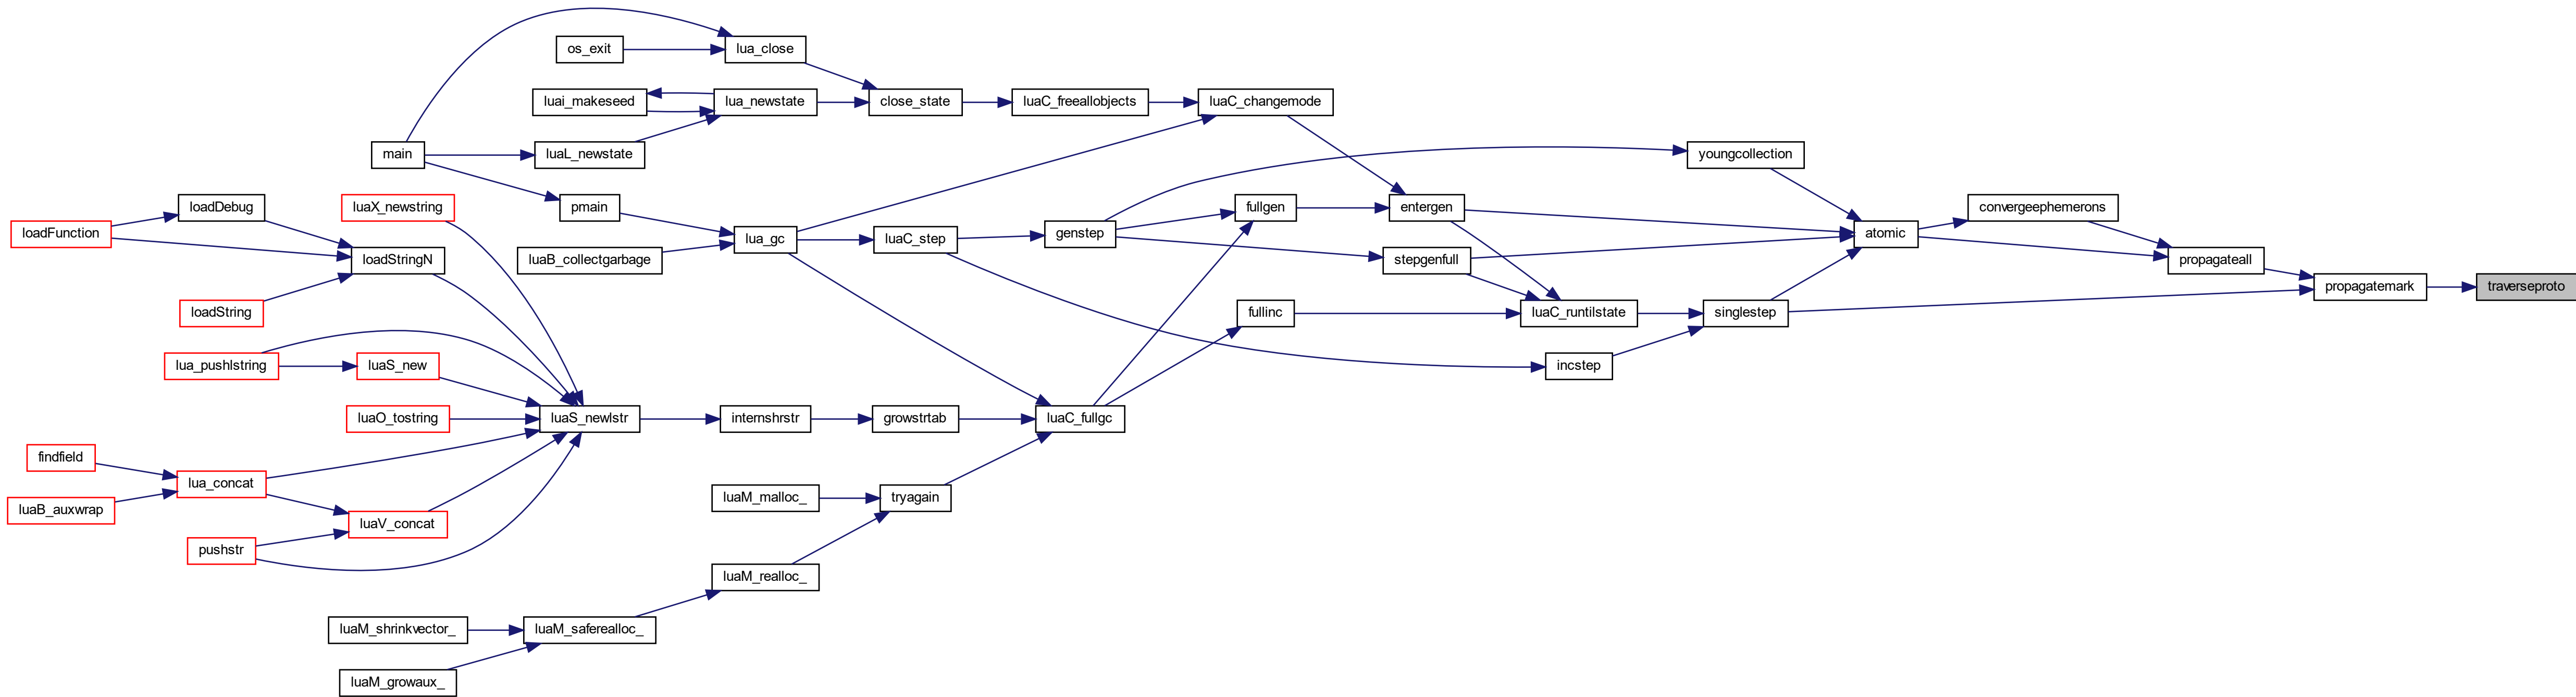 lua_close
os_exit
luai_makeseed
lua_newstate
close_state
luaC_freeallobjects
luaC_changemode
main
luaL_newstate
youngcollection
loadDebug
luaX_newstring
pmain
fullgen
entergen
convergeephemerons
loadFunction
lua_gc
luaC_step
genstep
atomic
loadStringN
luaB_collectgarbage
stepgenfull
propagateall
propagatemark
traverseproto
loadString
fullinc
luaC_runtilstate
singlestep
lua_pushlstring
luaS_new
incstep
luaO_tostring
luaS_newlstr
internshrstr
growstrtab
luaC_fullgc
findfield
lua_concat
luaM_malloc_
tryagain
luaB_auxwrap
luaV_concat
pushstr
luaM_realloc_
luaM_shrinkvector_
luaM_saferealloc_
luaM_growaux_